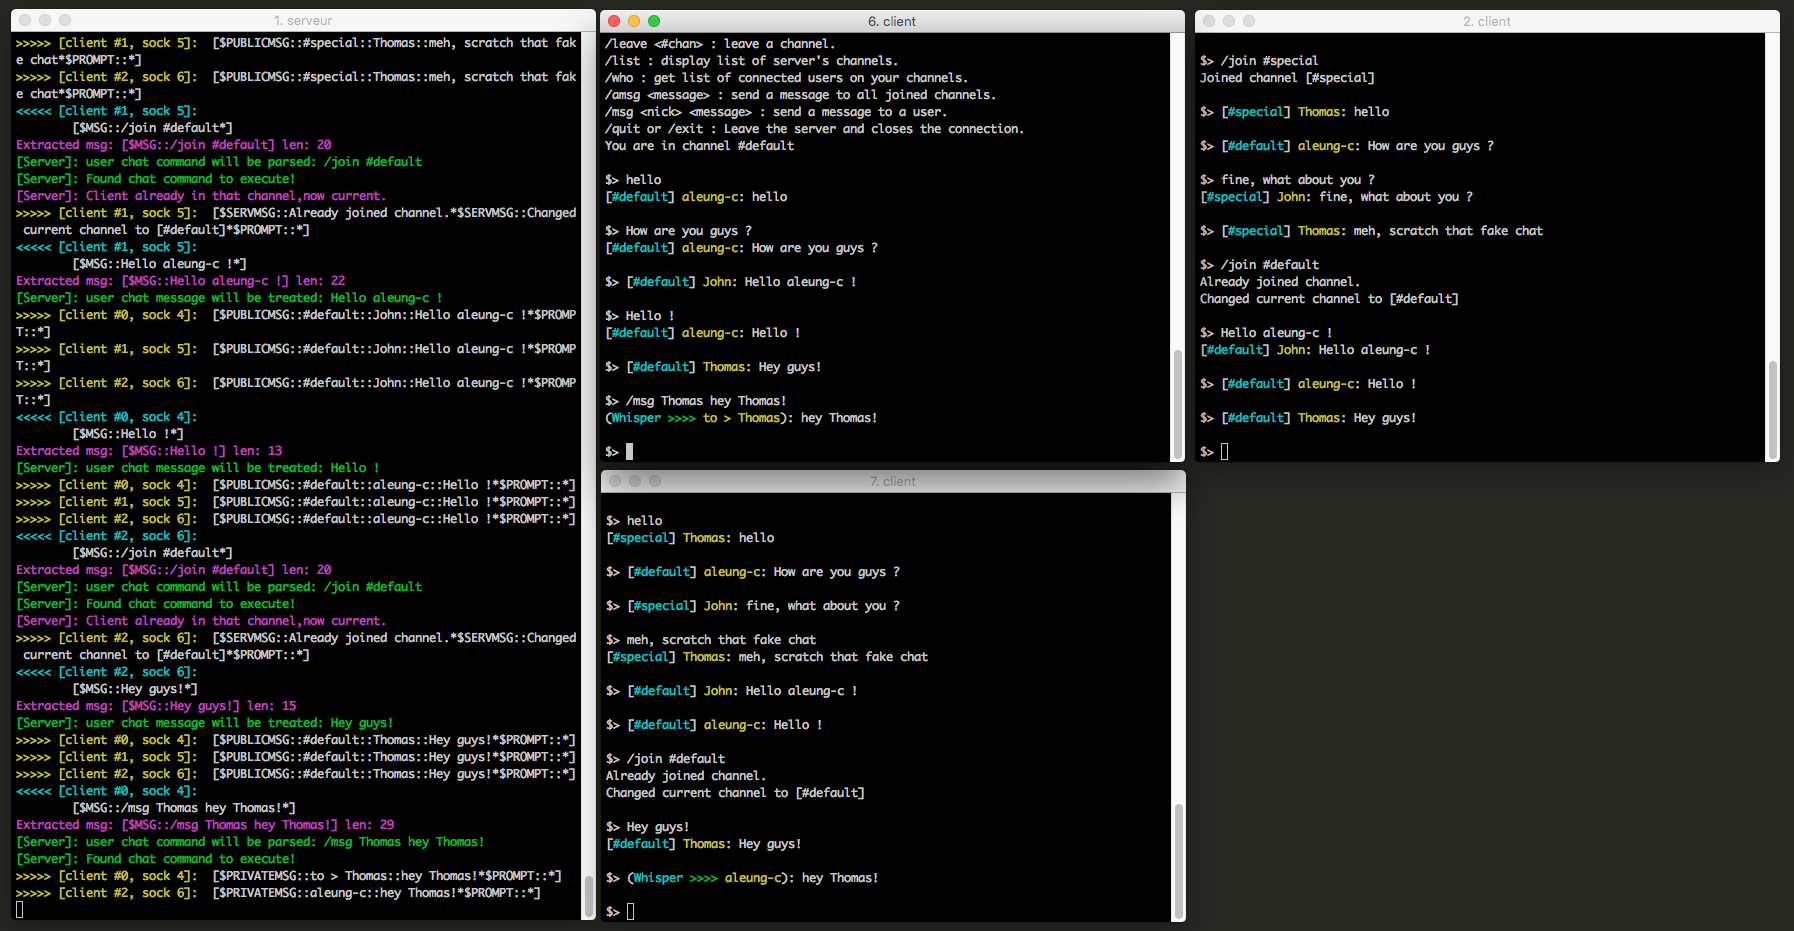 1. serveur
>>>>> [client #1, sock 5]:  [$PUBLICMSG::#special::Thomas::meh, scratch that fak
e chat*$PROMPT::*]
>>>>> [client #2, sock 6]:  [$PUBLICMSG::#special::Thomas::meh, scratch that fak
e chat*$PROMPT::*]
<<<<< [client #1, sock 5]:
[$MSG::/join #default*]
Extracted msg: [$MSG::/join #default] len: 20
[Server]: user chat command will be parsed: /join #default
[Server]: Found chat command to execute!
[Server]: Client already in that channel,now current.
>>>>> [client #1, sock 5]:  [$SERVMSG::Already joined channel.*$SERVMSG::Changed
current channel to [#default]*$PROMPT::*]
<<<<< [client #1, sock 5]:
[$MSG::Hello aleung-c !*]
Extracted msg: [$MSG::Hello aleung-c !] len: 22
[Server]: user chat message will be treated: Hello aleung-c !
>>>>> [client #0, sock 4]:  [$PUBLICMSG::#default::John::Hello aleung-c !*$PROMP
T::*]
>>>>> [client #1, sock 5]:  [$PUBLICMSG::#default::John::Hello aleung-c !*$PROMP
T::*]
>>>>> [client #2, sock 6]:  [$PUBLICMSG::#default::John::Hello aleung-c !*$PROMP
T::*]
<<<<< [client #0, sock 4]:
[$MSG::Hello !*]
Extracted msg: [$MSG::Hello !] len: 13
[Server]: user chat message will be treated: Hello !
>>>>> [client #0, sock 4]:  [$PUBLICMSG::#default::aleung-c::Hello !*$PROMPT::*]
>>>>> [client #1, sock 5]:  [$PUBLICMSG::#default::aleung-c::Hello !*$PROMPT::*]
>>>>> [client #2, sock 6]:  [$PUBLICMSG::#default::aleung-c::Hello !*$PROMPT::*]
<<<<< [client #2, sock 6]:
[$MSG::/join #default*]
Extracted msg: [$MSG::/join #default] len: 20
[Server]: user chat command will be parsed: /join #default
[Server]: Found chat command to execute!
[Server]: Client already in that channel,now current.
>>>>> [client #2, sock 6]:  [$SERVMSG::Already joined channel.*$SERVMSG::Changed
current channel to [#default]*$PROMPT::*]
<<<<< [client #2, sock 6]:
[$MSG::Hey guys!*]
Extracted msg: [$MSG::Hey guys!] len: 15
[Server]: user chat message will be treated: Hey guys!
>>>>> [client #0, sock 4]:  [$PUBLICMSG::#default::Thomas::Hey guys!*$PROMPT::*]
>>>>> [client #1, sock 5]:  [$PUBLICMSG::#default::Thomas::Hey guys!*$PROMPT::*]
>>>>> [client #2, sock 6]:  [$PUBLICMSG::#default::Thomas::Hey guys!*$PROMPT::*]
<<<<< [client #0, sock 4]:
[$MSG::/msg Thomas hey Thomas!*]
Extracted msg: [$MSG::/msg Thomas hey Thomas!] len: 29
[Server]: user chat command will be parsed: /msg Thomas hey Thomas!
[Server]: Found chat command to execute!
>>>>> [client #0, sock 4]:  [$PRIVATEMSG::to > Thomas::hey Thomas!*$PROMPT::*]
>>>>> [client #2, sock 6]:  [$PRIVATEMSG::aleung-c::hey Thomas!*$PROMPT::*]
6. client
/leave <#chan> : leave a channel.
/list : display list of server's channels.
/who : get list of connected users on your channels.
/amsg <message> : send a message to all joined channels.
/msg <nick> <message> : send a message to a user.
/quit or /exit : Leave the server and closes the connection.
You are in channel #default
$> hello
[#default] aleung-c: hello
$> How are you guys ?
[#default] aleung-c: How are you guys ?
$> [#default] John: Hello aleung-c !
$> Hello !
[#default] aleung-c: Hello !
$> [#default] Thomas: Hey guys!
$> /msg Thomas hey Thomas!
(Whisper >>>> to > Thomas): hey Thomas!
$>
7. client
$> hello
[#special] Thomas: hello
$> [#default] aleung-c: How are you guys ?
$> [#special] John: fine, what about you ?
$> meh, scratch that fake chat
[#special] Thomas: meh, scratch that fake chat
$> [#default] John: Hello aleung-c !
$> [#default] aleung-c: Hello !
$> /join #default
Already joined channel.
Changed current channel to [#default]
$> Hey guys!
[#default] Thomas: Hey guys!
$> (Whisper >>>> aleung-c): hey Thomas!
$>
2. client
$> /join #special
Joined channel [#special]
$> [#special] Thomas: hello
$> [#default] aleung-c: How are you guys ?
$> fine, what about you ?
[#special] John: fine, what about you ?
$> [#special] Thomas: meh, scratch that fake chat
$> /join #default
Already joined channel.
Changed current channel to [#default]
$> Hello aleung-c !
[#default] John: Hello aleung-c !
$> [#default] aleung-c: Hello !
$> [#default] Thomas: Hey guys!
$>